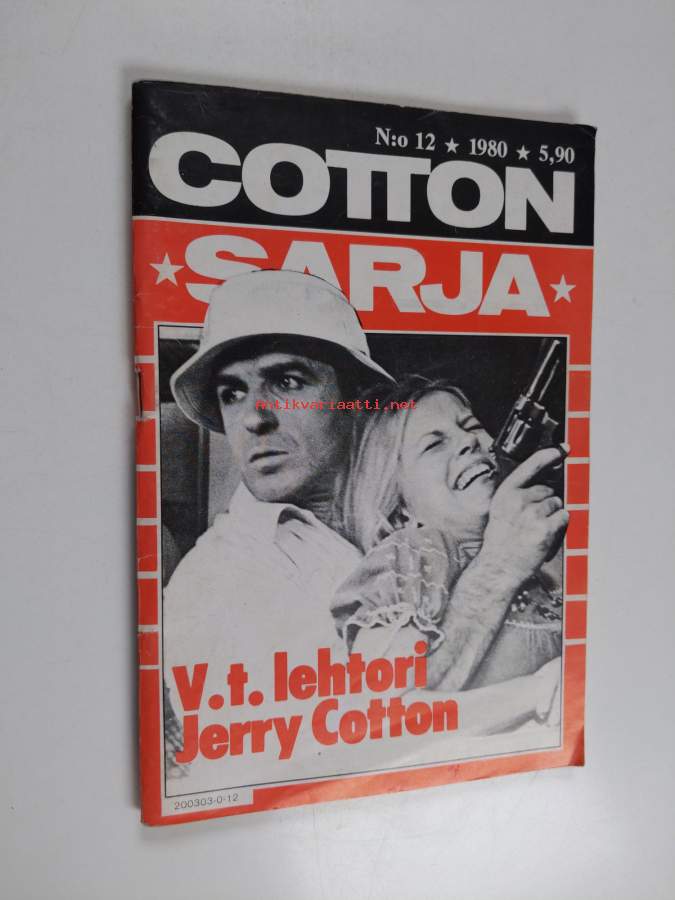 N:o 12 ★ 1980 ★ 5,90
COTTON
★ SARJA ★
antikvariaatti.net
V.t. lehtori
Jerry Cotton
200303-0-12